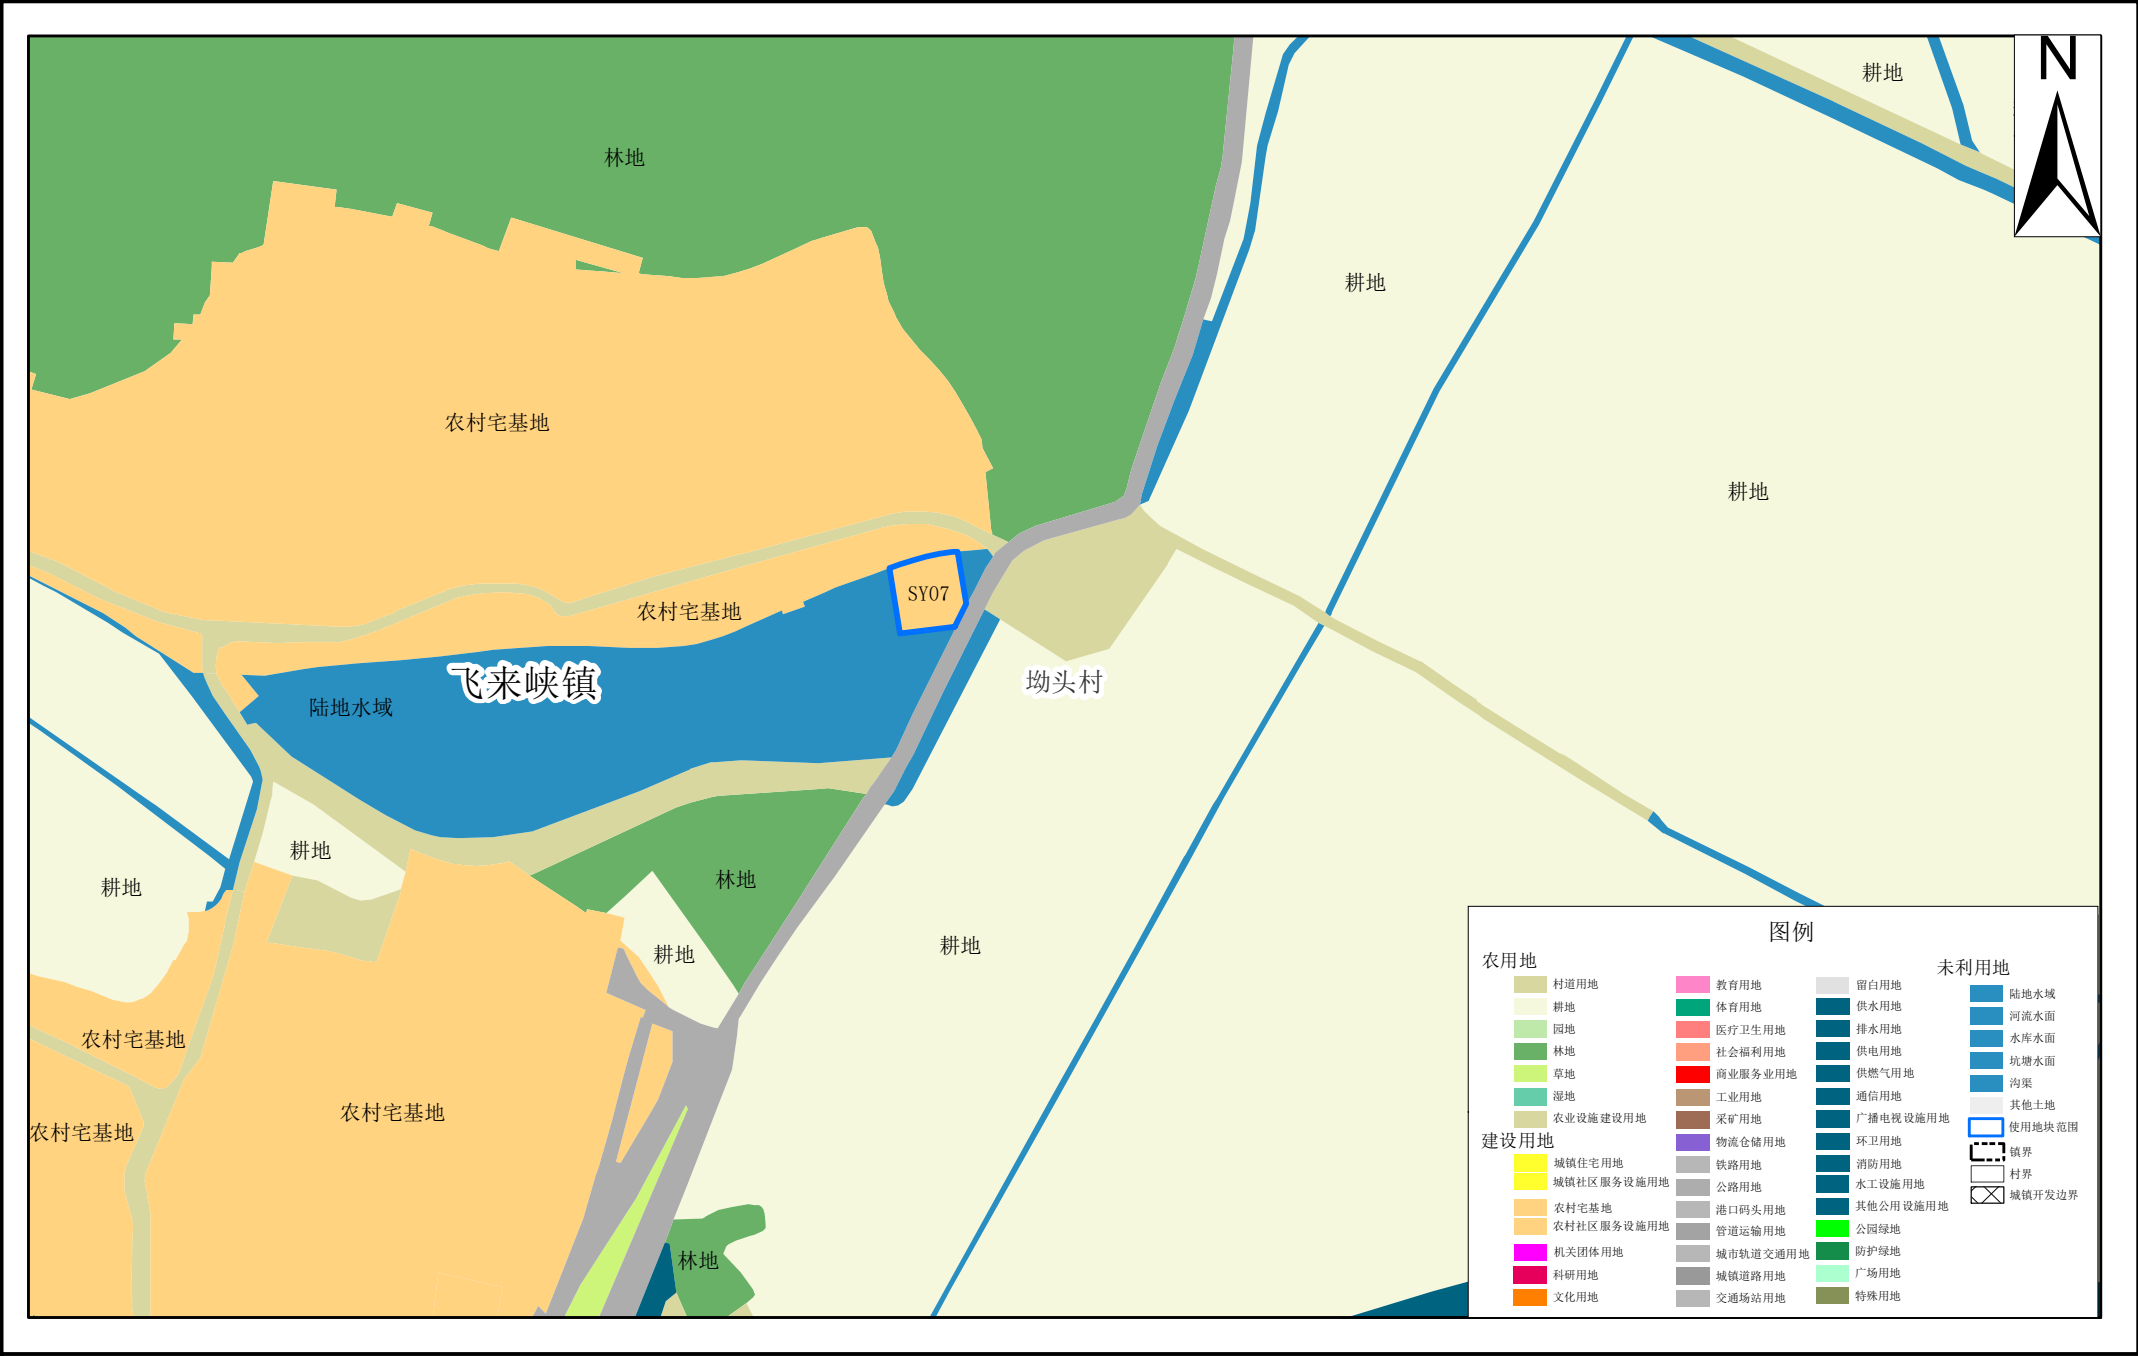 N
耕地
林地
耕地
农村宅基地
耕地
SY07
农村宅基地
飞来峡镇
坳头村
陆地水域
耕地
林地
耕地
耕地
耕地
农村宅基地
农村宅基地
农村宅基地
林地
图例
农用地
村道用地
耕地
园地
林地
草地
湿地
农业设施建设用地
建设用地
城镇住宅用地
城镇社区服务设施用地
农村宅基地
农村社区服务设施用地
机关团体用地
科研用地
文化用地
教育用地
体育用地
医疗卫生用地
社会福利用地
商业服务业用地
工业用地
采矿用地
物流仓储用地
铁路用地
公路用地
港口码头用地
管道运输用地
城市轨道交通用地
城镇道路用地
交通场站用地
留白用地
供水用地
排水用地
供电用地
供燃气用地
通信用地
广播电视设施用地
环卫用地
消防用地
水工设施用地
其他公用设施用地
公园绿地
防护绿地
广场用地
特殊用地
未利用地
陆地水域
河流水面
水库水面
坑塘水面
沟渠
其他土地
使用地块范围
镇界
村界
城镇开发边界